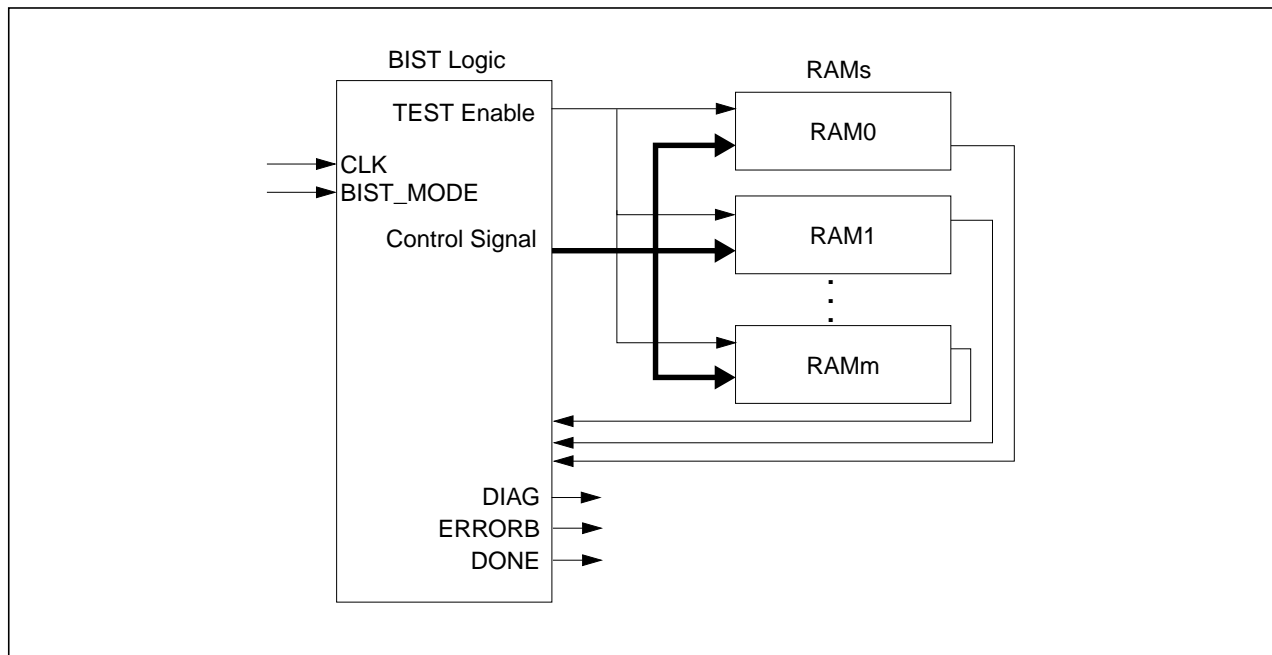 BIST Logic
RAMs
TEST Enable
RAM0
CLK
BIST_MODE
Control Signal
RAM1
RAMm
DIAG
ERRORB
DONE